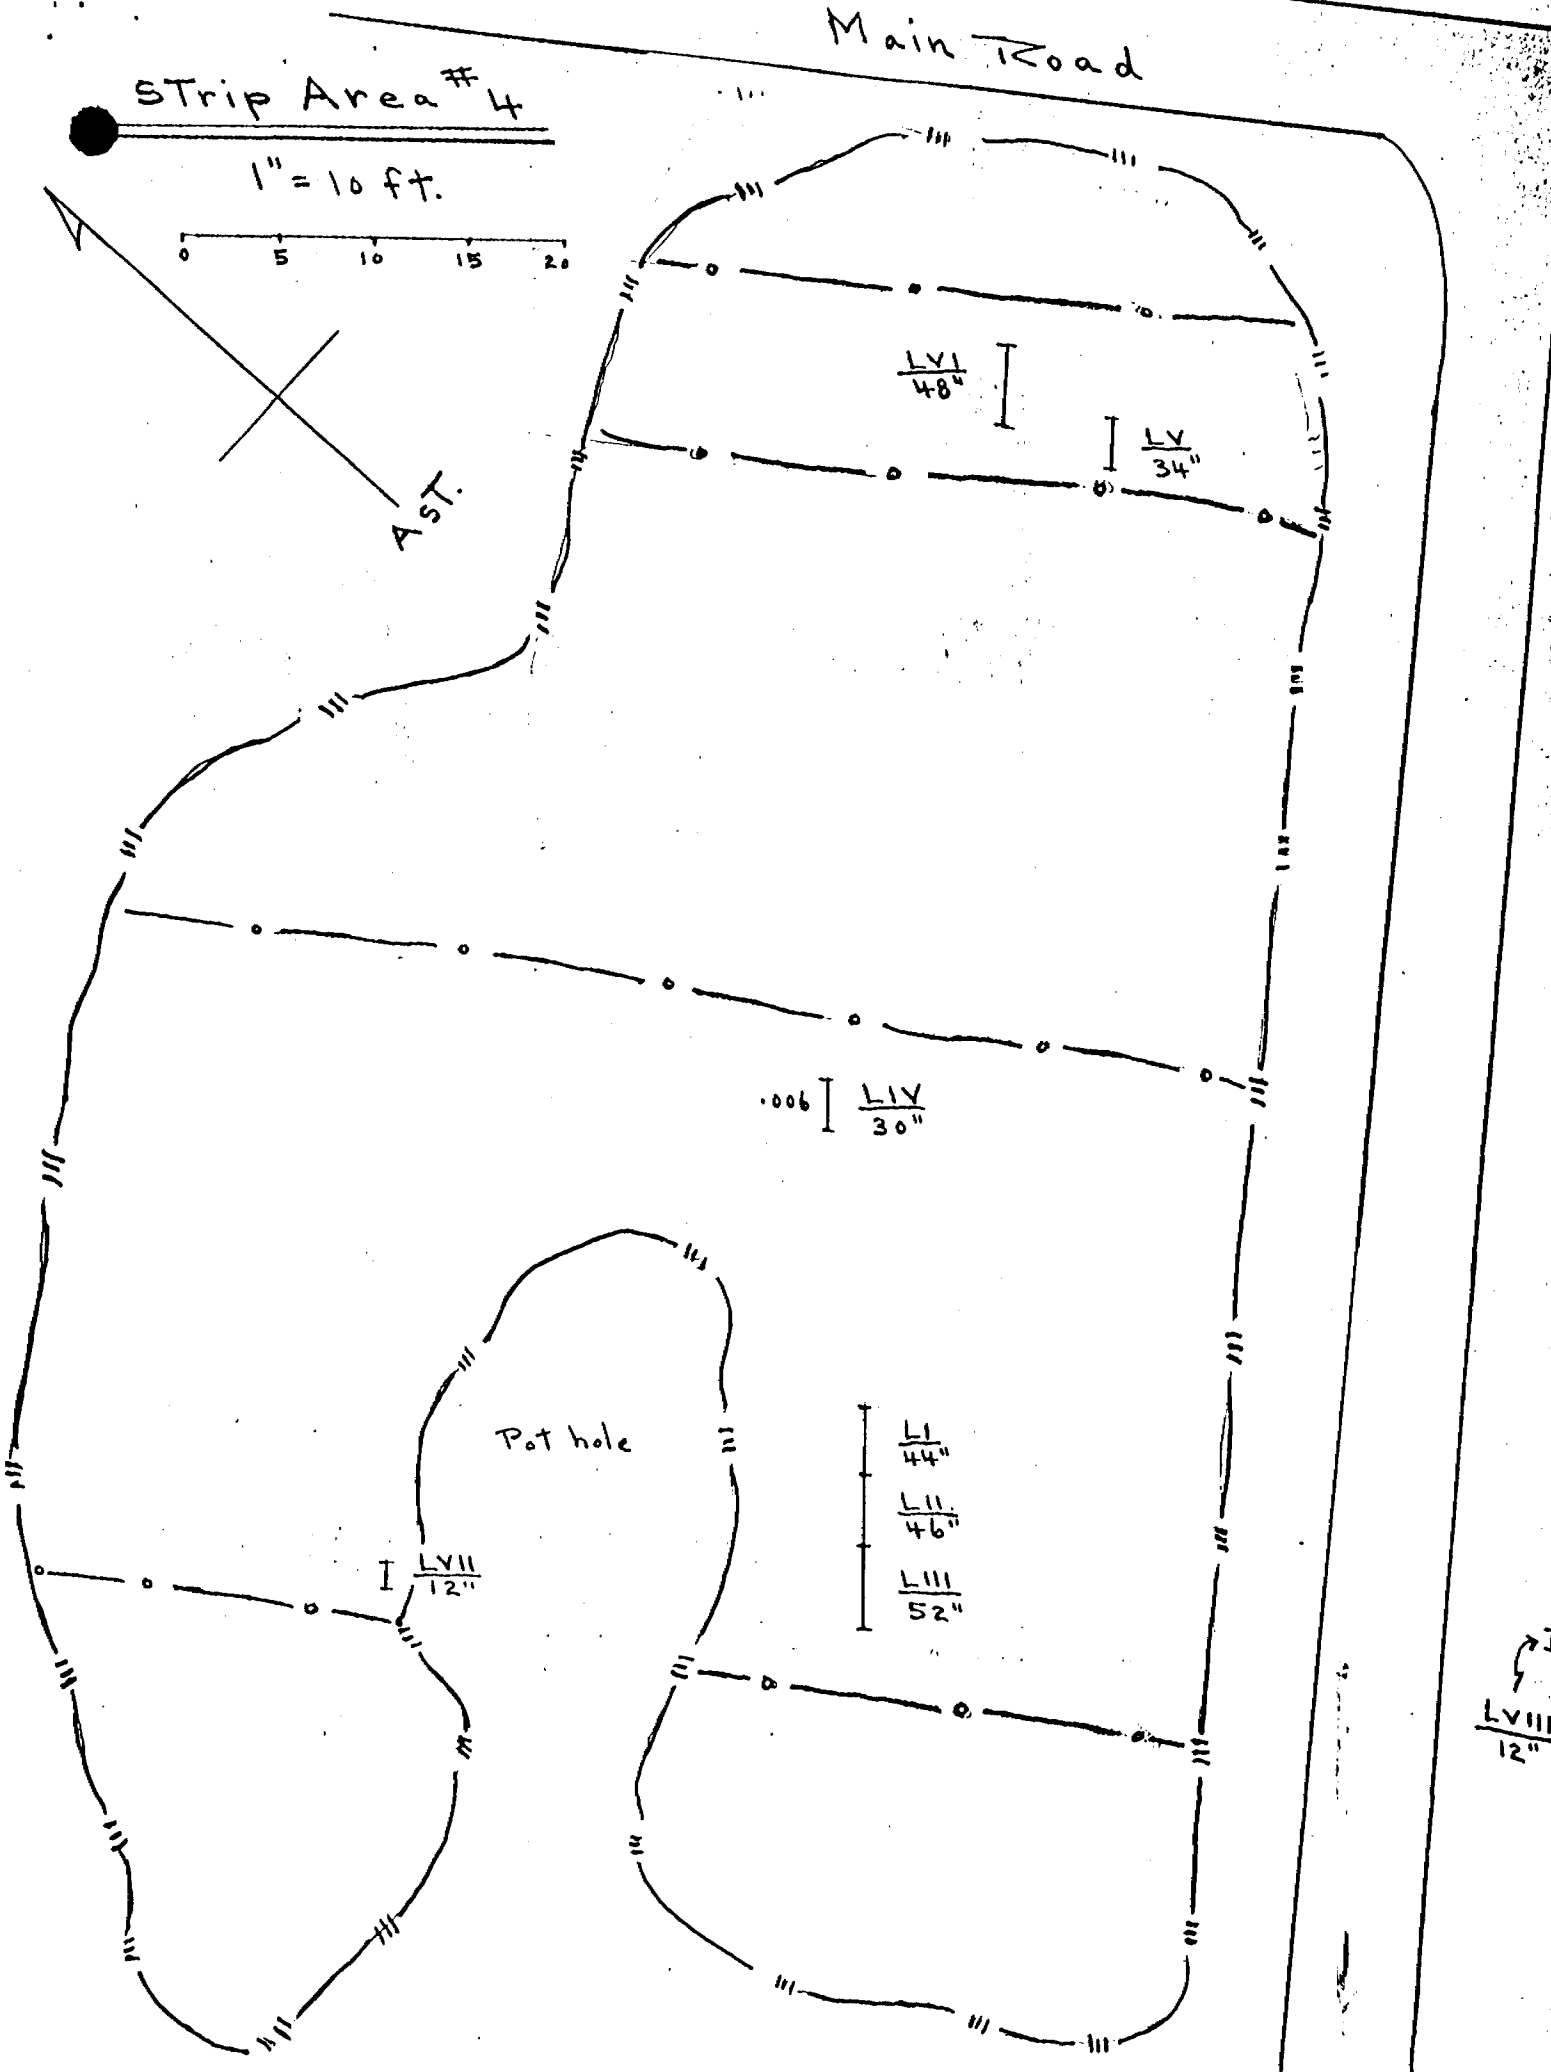 Main Road
STrip Area #4
1" = 10 ft.
0 5 10 15 20
AST.
LVI
48"
LV
34"
.006
LIV
30"
Pot hole
LI
44"
LII
46"
LIII
52"
LVII
12"
LVIII
12"